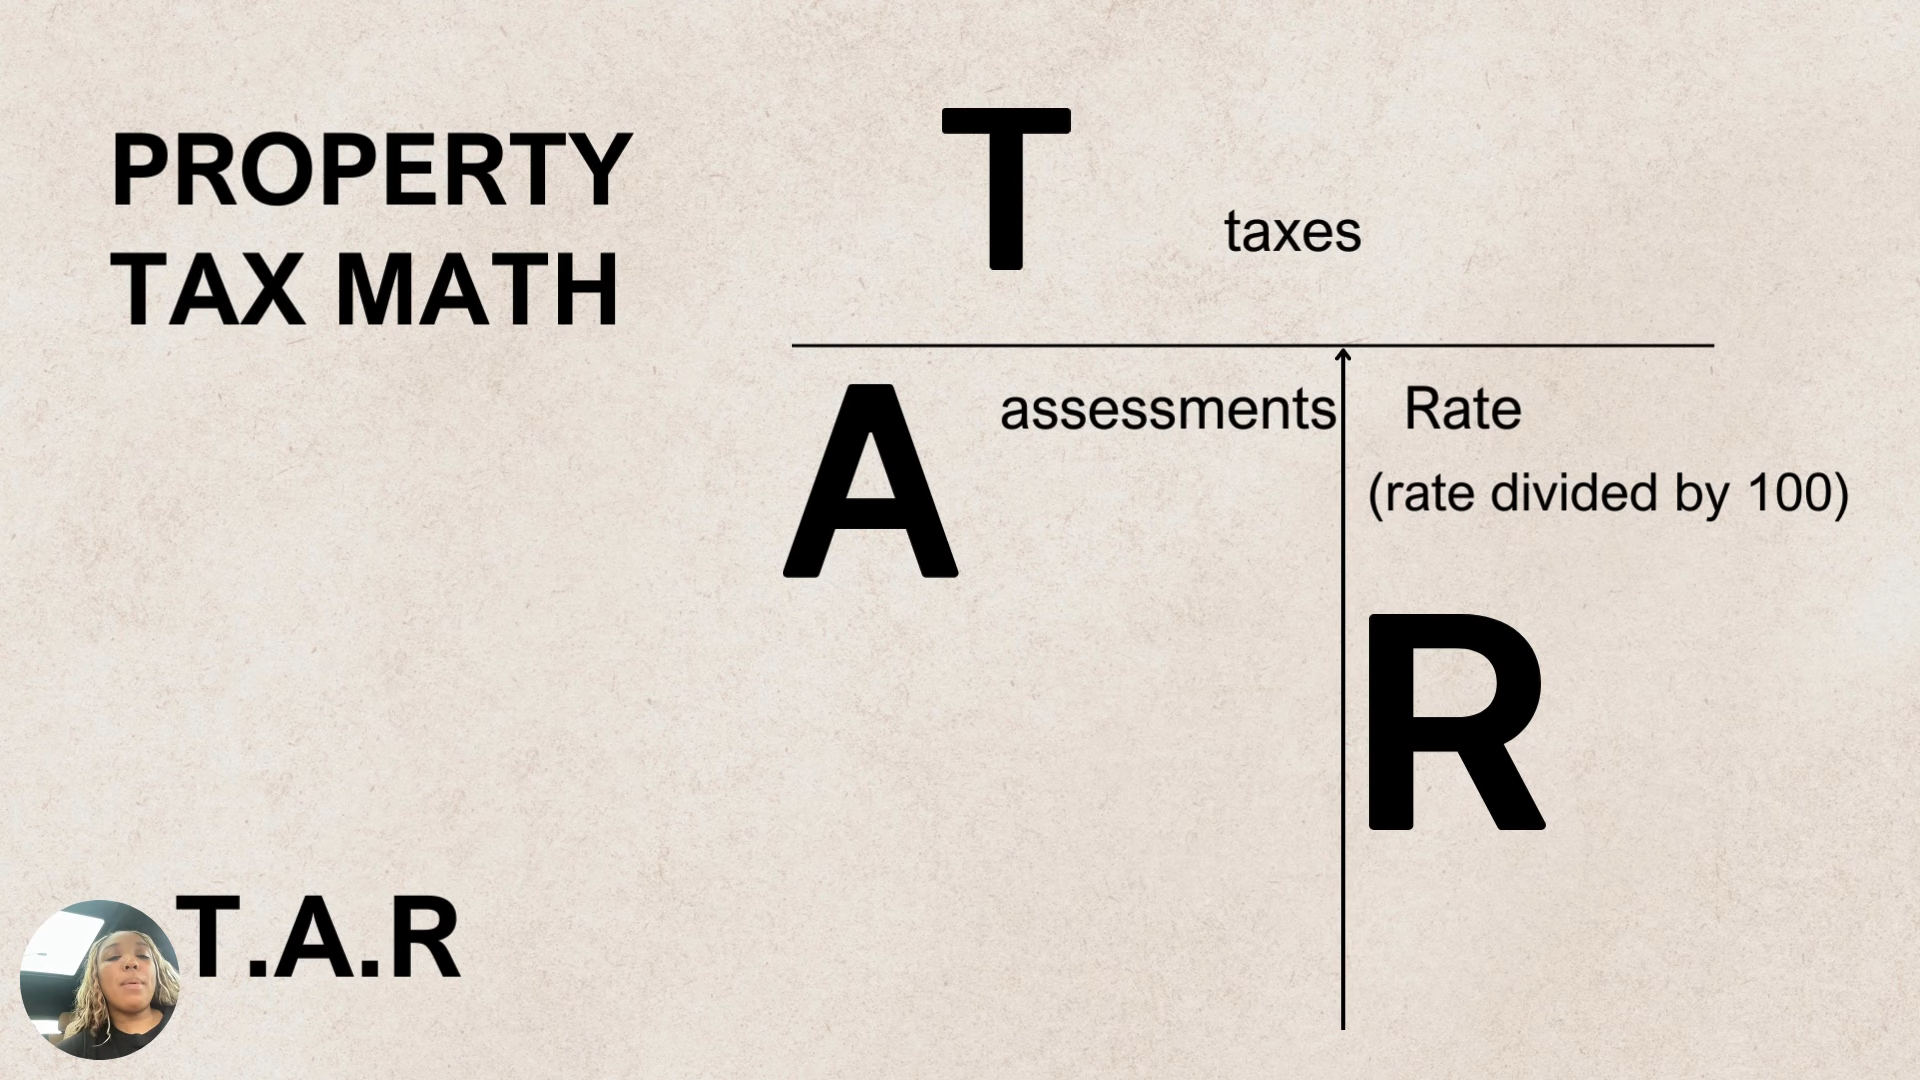 PROPERTY
TAX MATH
T
taxes
A
assessments
Rate
(rate divided by 100)
R
T.A.R